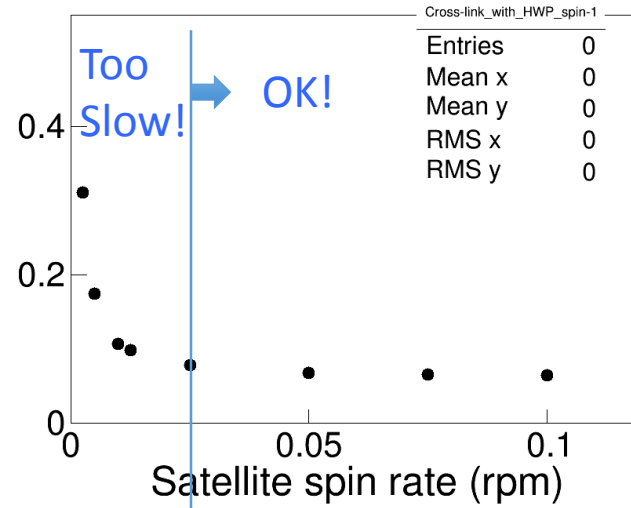 Cross-link_with_HWP_spin-1
Entries 0
Mean x 0
Mean y 0
RMS x 0
RMS y 0
Too
Slow!
OK!
0.4
0.2
0
0 0.05 0.1
Satellite spin rate (rpm)